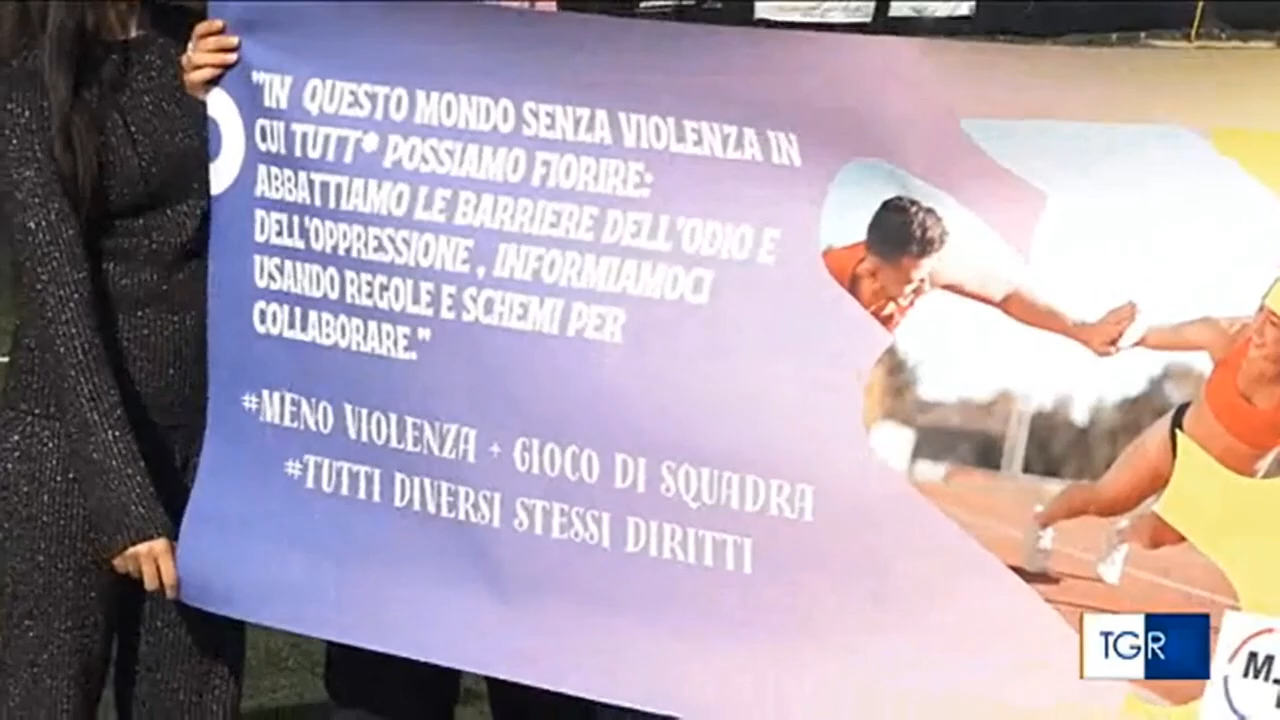 "IN QUESTO MONDO SENZA VIOLENZA IN
CUI TUTT* POSSIAMO FIORIRE:
ABBATTIAMO LE BARRIERE DELL'ODIO E
DELL'OPPRESSIONE, INFORMIAMOCI
USANDO REGOLE E SCHEMI PER
COLLABORARE."
#MENO VIOLENZA + GIOCO DI SQUADRA
#TUTTI DIVERSI STESSI DIRITTI
TGR